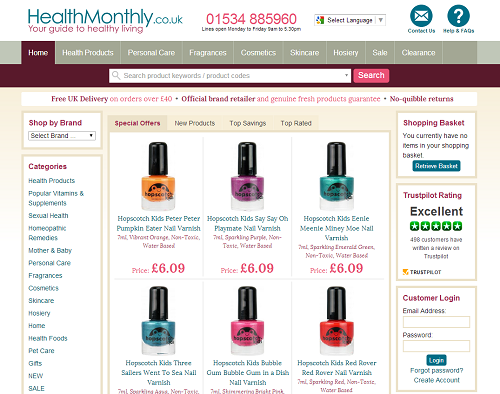 HealthMonthly.co.uk
Your guide to healthy living
01534 885960
Lines open Monday to Friday 9am to 5.30pm
Select Language
Contact Us
Help & FAQs
Home
Health Products
Personal Care
Fragrances
Cosmetics
Skincare
Hosiery
Sale
Clearance
Search product keywords / product codes
Search
Free UK Delivery on orders over £40 • Official brand retailer and genuine fresh products guarantee • No-quibble returns
Shop by Brand
Select Brand ...
Categories
Health Products
Popular Vitamins &
Supplements
Sexual Health
Homeopathic
Remedies
Mother & Baby
Personal Care
Fragrances
Cosmetics
Skincare
Hosiery
Home
Health Foods
Pet Care
Gifts
NEW
SALE
Special Offers
New Products
Top Savings
Top Rated
hopscotch
Hopscotch Kids Peter Peter
Pumpkin Eater Nail Varnish
7ml, Vibrant Orange, Non-Toxic,
Water Based
Price: £6.09
hopscotch
Hopscotch Kids Say Say Oh
Playmate Nail Varnish
7ml, Sparkling Purple, Non-
Toxic, Water Based
Price: £6.09
hopscotch
Hopscotch Kids Eenie
Meenie Miney Moe Nail
Varnish
7ml, Sparkling Emerald Green,
Non-Toxic, Water Based
Price: £6.09
hopscotch
Hopscotch Kids Three
Sailers Went To Sea Nail
Varnish
7ml, Sparkling Aqua, Non-Toxic,
hopscotch
Hopscotch Kids Bubble
Gum Bubble Gum in a Dish
Nail Varnish
7ml, Shimmering Bright Pink,
hopscotch
Hopscotch Kids Red Rover
Red Rover Nail Varnish
7ml, Sparkling Red, Non-Toxic,
Water Based
Shopping Basket
You currently have no
items in your shopping
basket.
Retrieve Basket
Trustpilot Rating
Excellent
498 customers have
written a review on
Trustpilot
TRUSTPILOT
Customer Login
Email Address:
Password:
Login
Forgot password?
Create Account